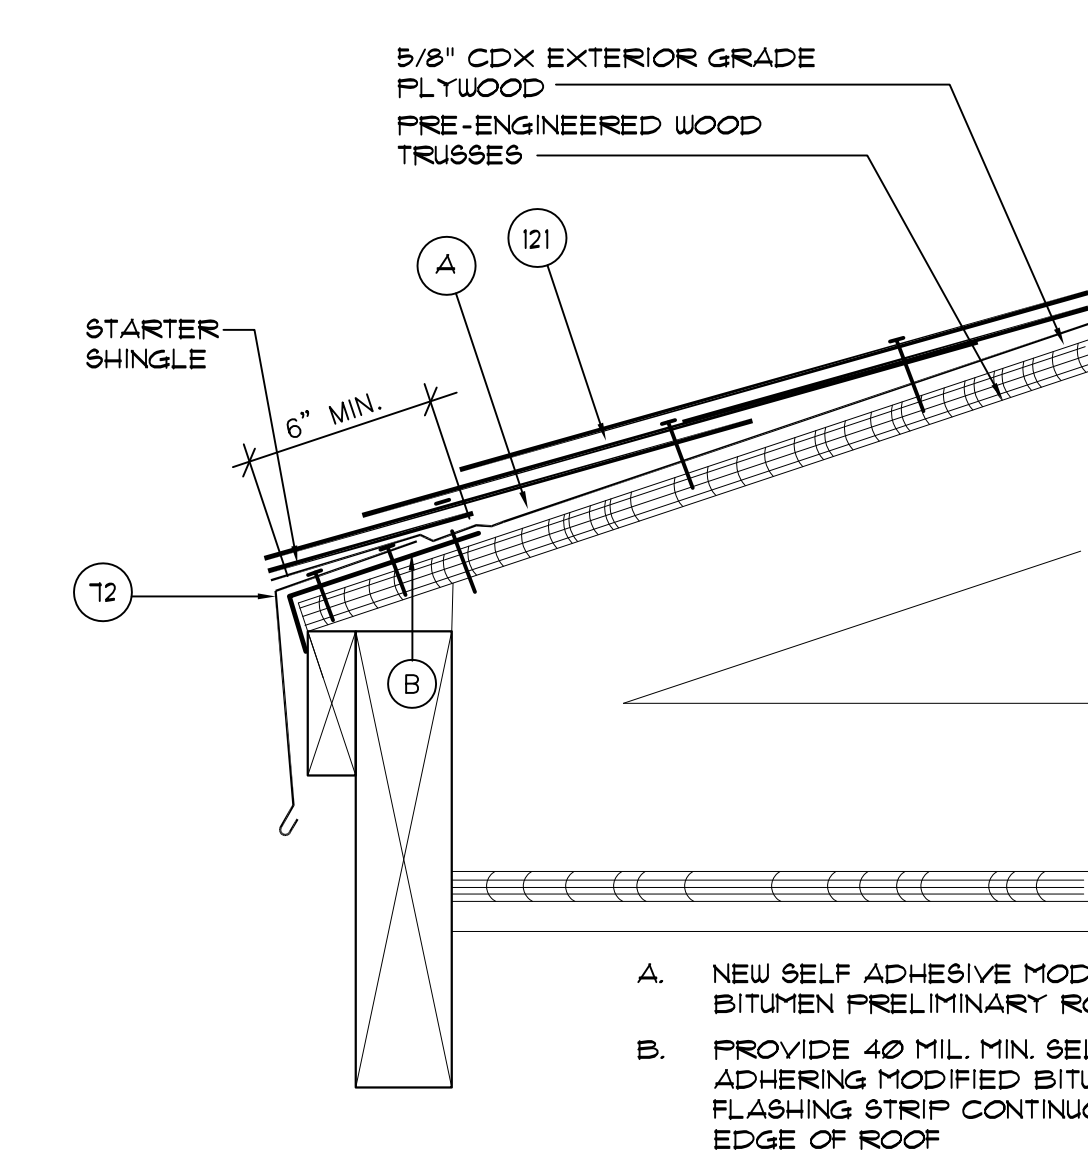 5/8" CDX EXTERIOR GRADE
PLYWOOD
PRE-ENGINEERED WOOD
TRUSSES
121
A
STARTER
SHINGLE
6" MIN.
72
B
A. NEW SELF ADHESIVE MOD
BITUMEN PRELIMINARY RO
B. PROVIDE 40 MIL. MIN. SEL
ADHERING MODIFIED BITU
FLASHING STRIP CONTINUO
EDGE OF ROOF